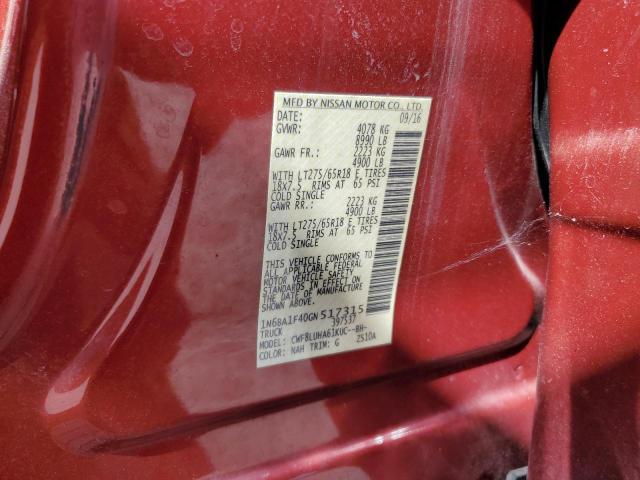 MFD BY NISSAN MOTOR CO., LTD.
DATE: 09/16
GVWR: 4078 KG
8990 LB
GAWR FR.: 2223 KG
4900 LB
WITH LT275/65R18 E TIRES
18X7.5 RIMS AT 65 PSI
COLD SINGLE
GAWR RR.: 2223 KG
4900 LB
WITH LT275/65R18 E TIRES
18X7.5 RIMS AT 65 PSI
COLD SINGLE
THIS VEHICLE CONFORMS TO
ALL APPLICABLE FEDERAL
MOTOR VEHICLE SAFETY
STANDARDS IN EFFECT ON
THE DATE OF MANUFACTURE
SHOWN ABOVE.
1N6BA1F40GN517315
TRUCK 397537
MODEL: CWF8LUHA61KUC--BH-
COLOR: NAH TRIM: G 2510A